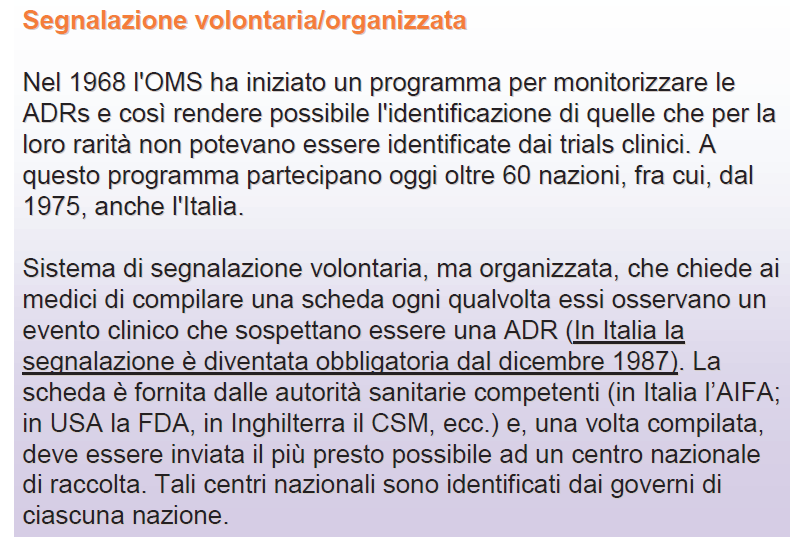 Segnalazione volontaria/organizzata
Nel 1968 l'OMS ha iniziato un programma per monitorizzare le
ADRs e così rendere possibile l'identificazione di quelle che per la
loro rarità non potevano essere identificate dai trials clinici. A
questo programma partecipano oggi oltre 60 nazioni, fra cui, dal
1975, anche l'Italia.
Sistema di segnalazione volontaria, ma organizzata, che chiede ai
medici di compilare una scheda ogni qualvolta essi osservano un
evento clinico che sospettano essere una ADR (In Italia la
segnalazione è diventata obbligatoria dal dicembre 1987). La
scheda è fornita dalle autorità sanitarie competenti (in Italia l’AIFA;
in USA la FDA, in Inghilterra il CSM, ecc.) e, una volta compilata,
deve essere inviata il più presto possibile ad un centro nazionale
di raccolta. Tali centri nazionali sono identificati dai governi di
ciascuna nazione.